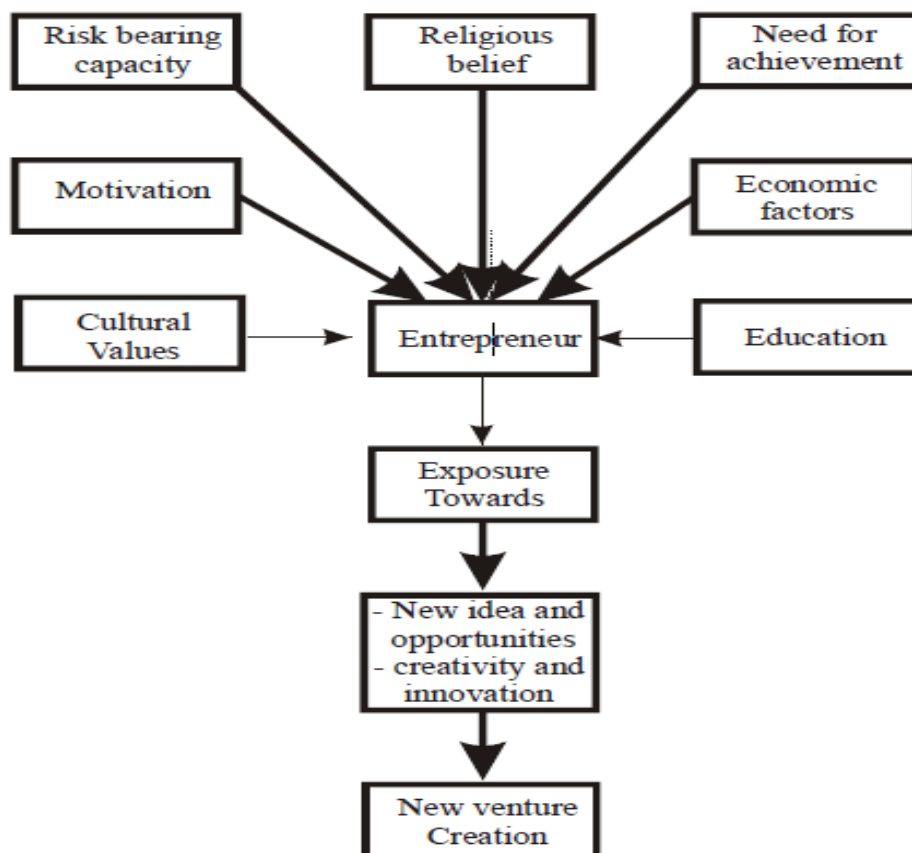 Risk bearing
capacity
Religious
belief
Need for
achievement
Motivation
Economic
factors
Cultural
Values
Entrepreneur
Education
Exposure
Towards
- New idea and
opportunities
- creativity and
innovation
New venture
Creation